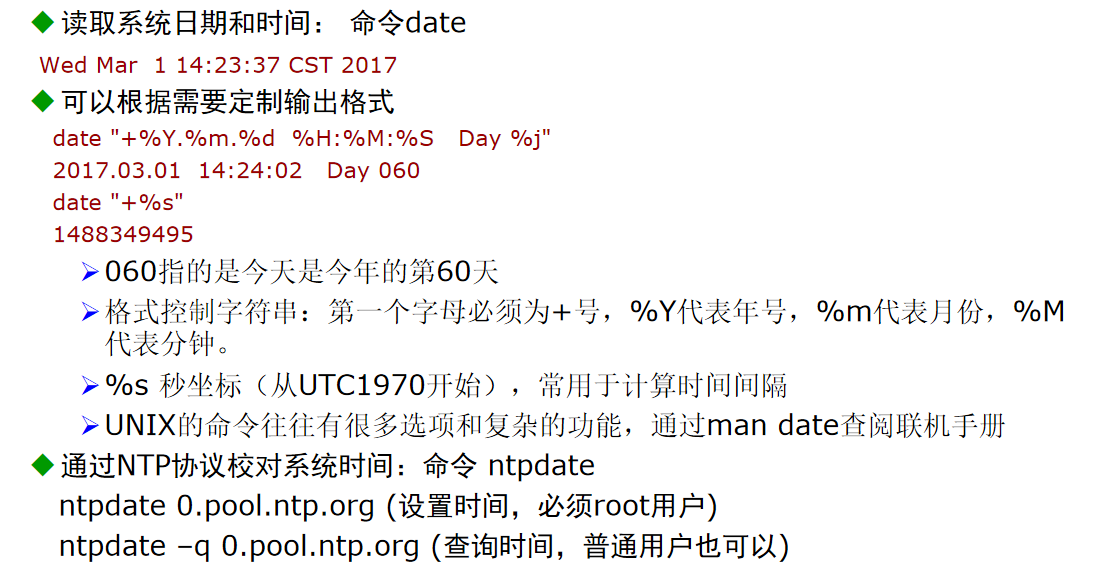 读取系统日期和时间： 命令date
Wed Mar  1 14:23:37 CST 2017
可以根据需要定制输出格式
date "+%Y.%m.%d  %H:%M:%S   Day %j"
2017.03.01  14:24:02   Day 060
date "+%s"
1488349495
060指的是今天是今年的第60天
格式控制字符串：第一个字母必须为+号，%Y代表年号，%m代表月份，%M
代表分钟。
%s 秒坐标（从UTC1970开始），常用于计算时间间隔
UNIX的命令往往有很多选项和复杂的功能，通过man date查阅联机手册
通过NTP协议校对系统时间：命令 ntpdate
ntpdate 0.pool.ntp.org (设置时间，必须root用户)
ntpdate –q 0.pool.ntp.org (查询时间，普通用户也可以)